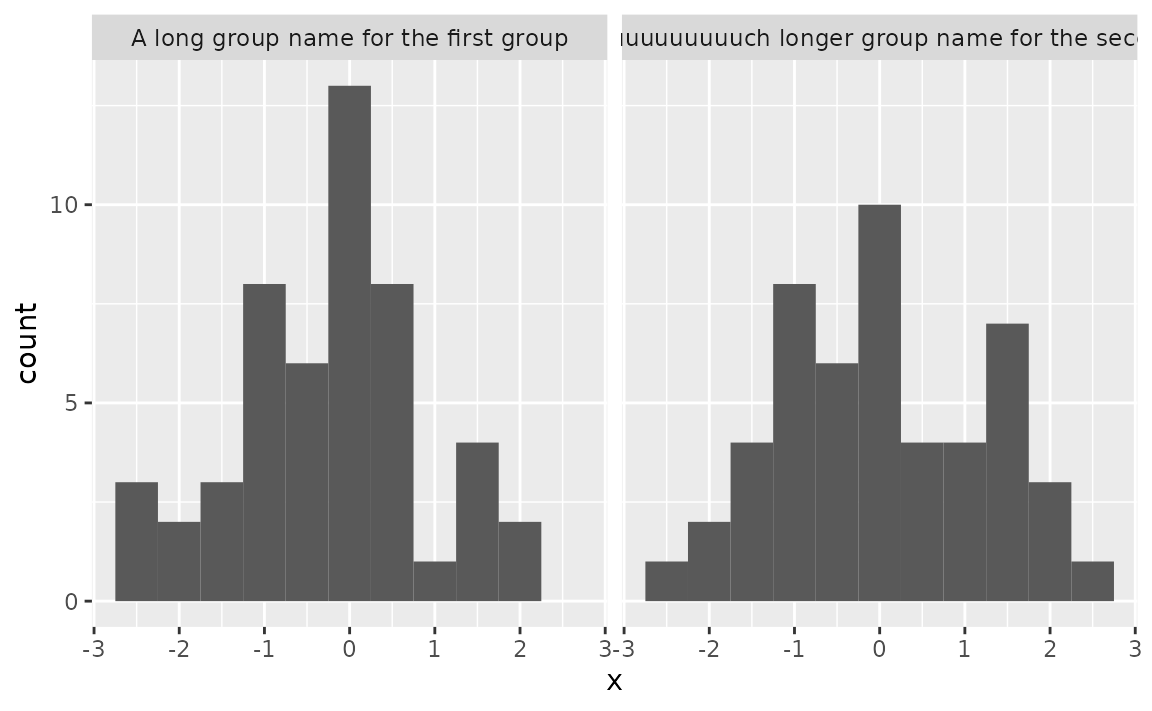 A long group name for the first group
uuuuuuuuch longer group name for the sec
count
10
5
0
-3 -2 -1 0 1 2 3
-3 -2 -1 0 1 2 3
x